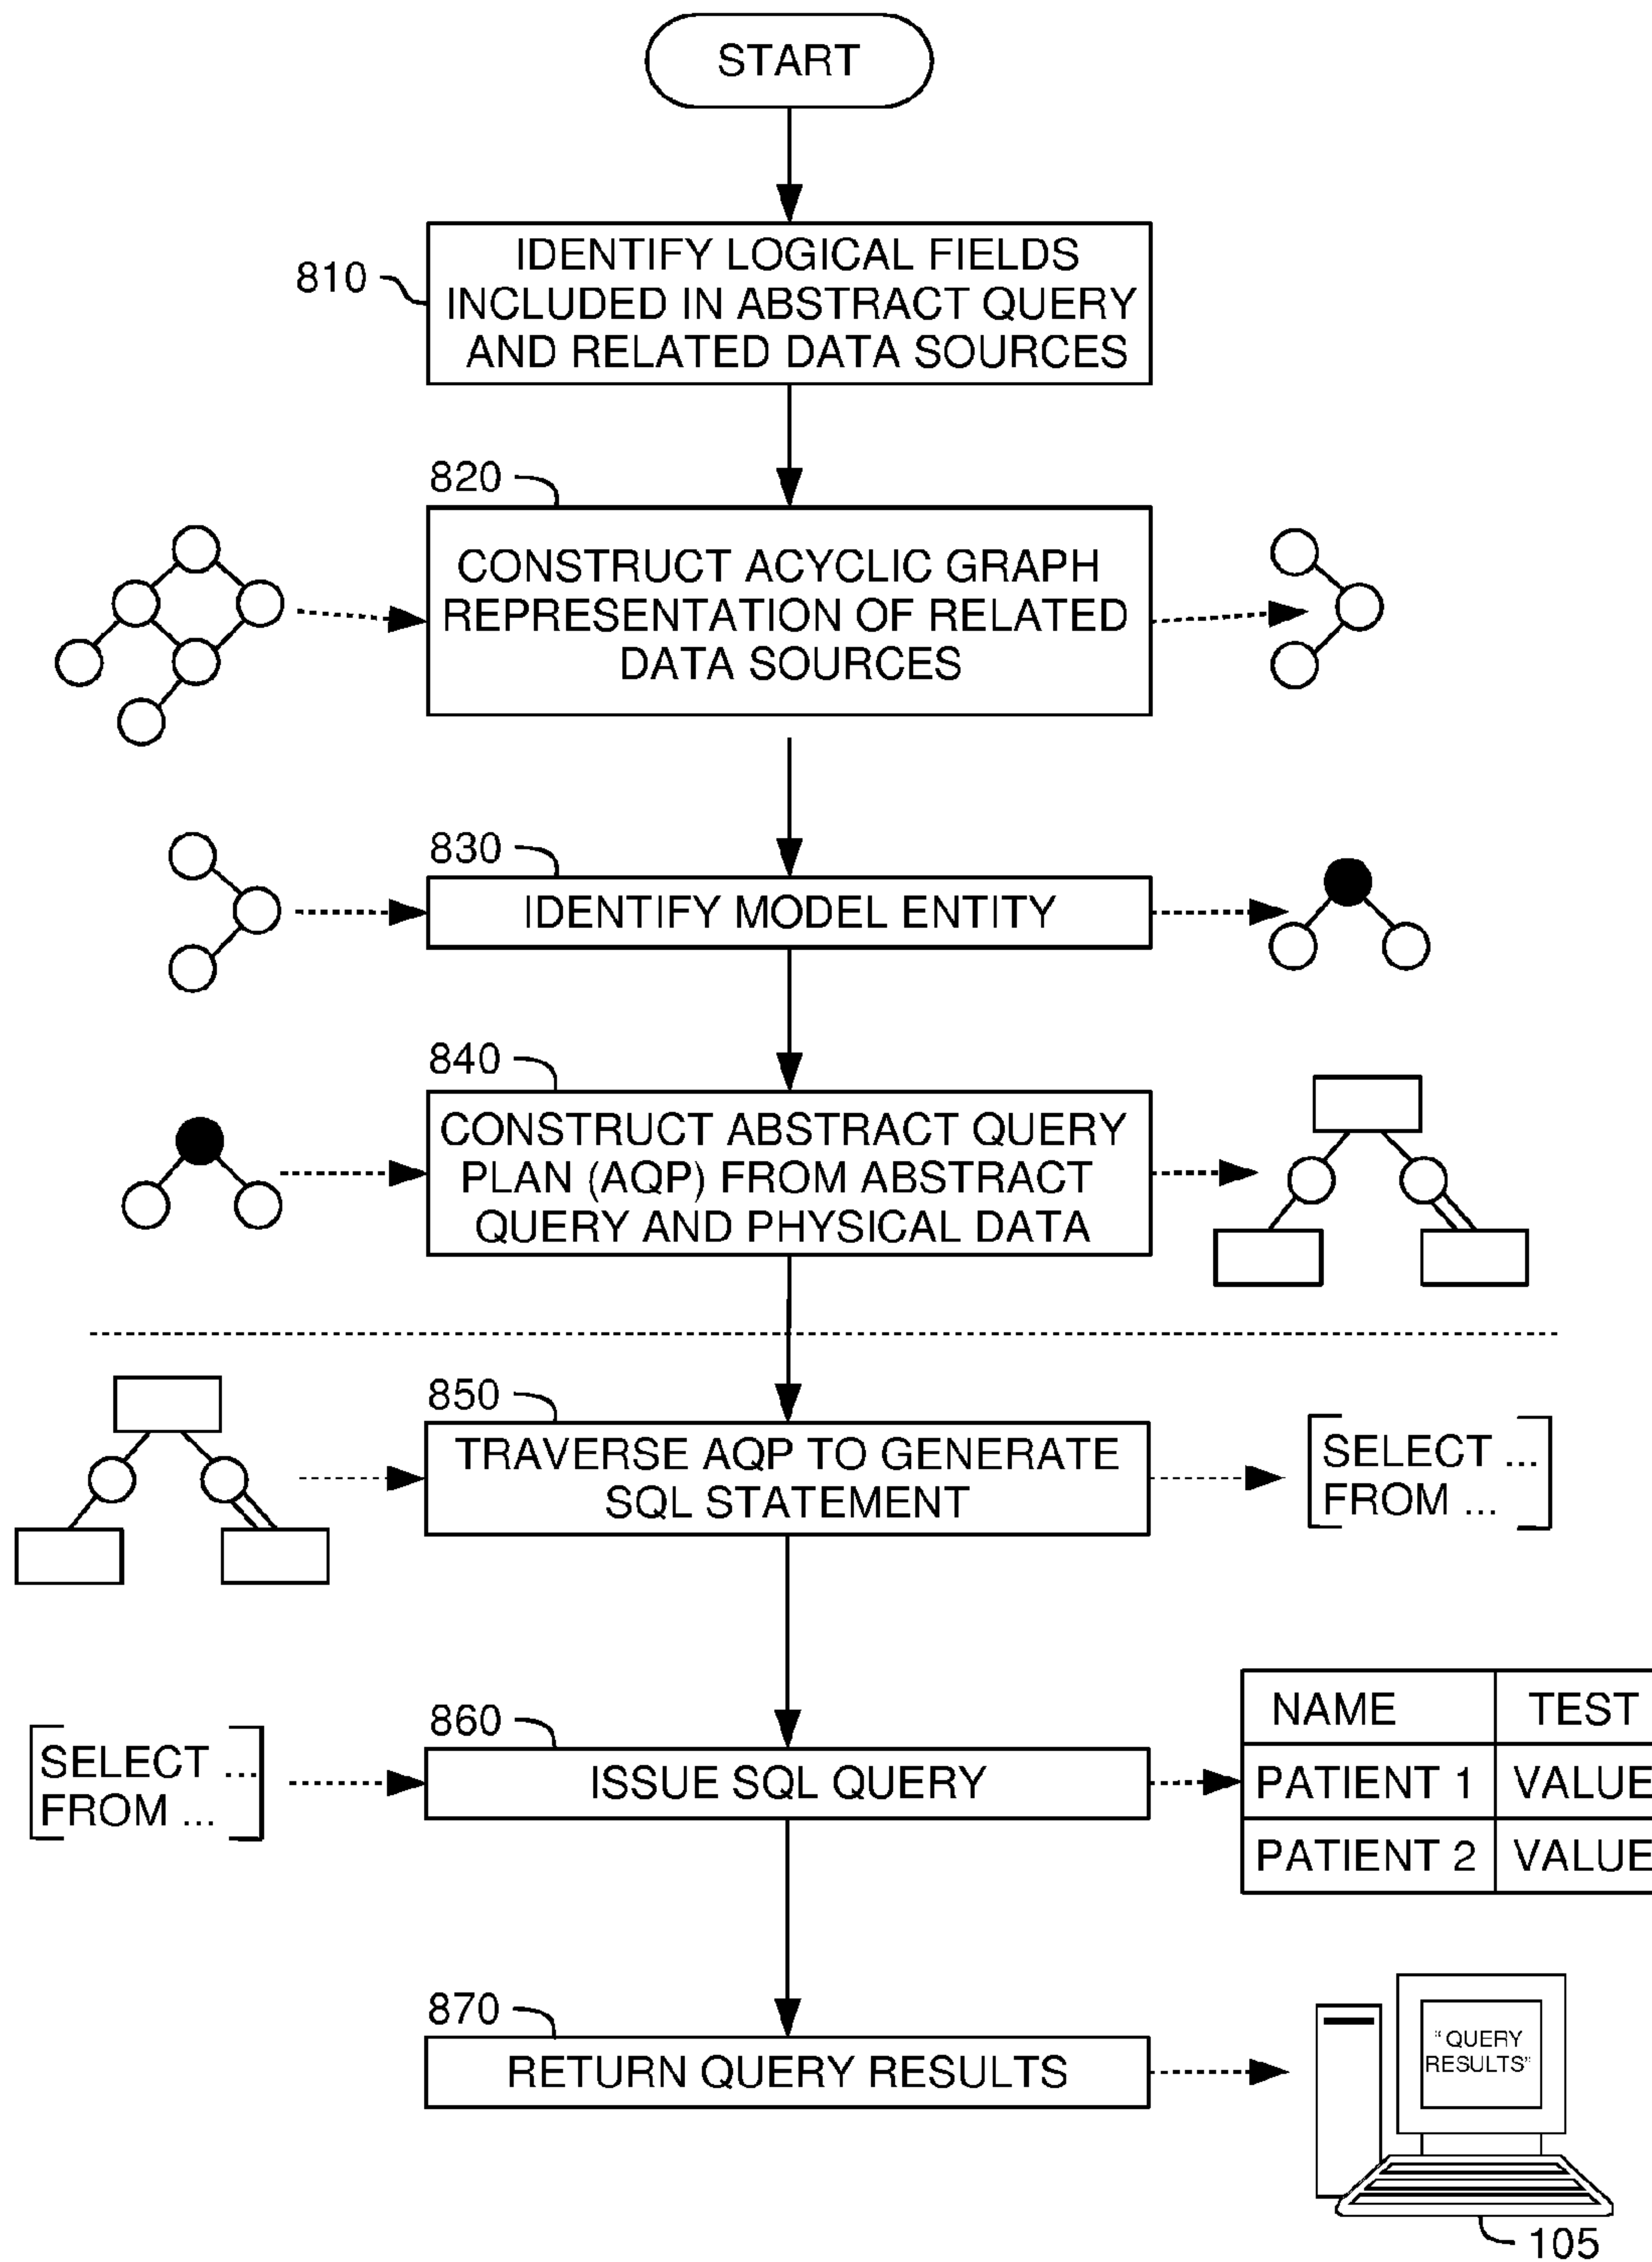 START
810
IDENTIFY LOGICAL FIELDS
INCLUDED IN ABSTRACT QUERY
AND RELATED DATA SOURCES
820
CONSTRUCT ACYCLIC GRAPH
REPRESENTATION OF RELATED
DATA SOURCES
830
IDENTIFY MODEL ENTITY
840
CONSTRUCT ABSTRACT QUERY
PLAN (AQP) FROM ABSTRACT
QUERY AND PHYSICAL DATA
850
TRAVERSE AQP TO GENERATE
SQL STATEMENT
SELECT ...
FROM ...
860
SELECT ...
FROM ...
ISSUE SQL QUERY
NAME TEST
PATIENT 1 VALUE
PATIENT 2 VALUE
870
RETURN QUERY RESULTS
"QUERY
RESULTS"
105